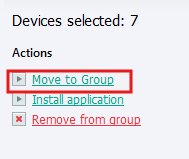 Devices selected: 7
Actions
Move to Group
Install application
Remove from group